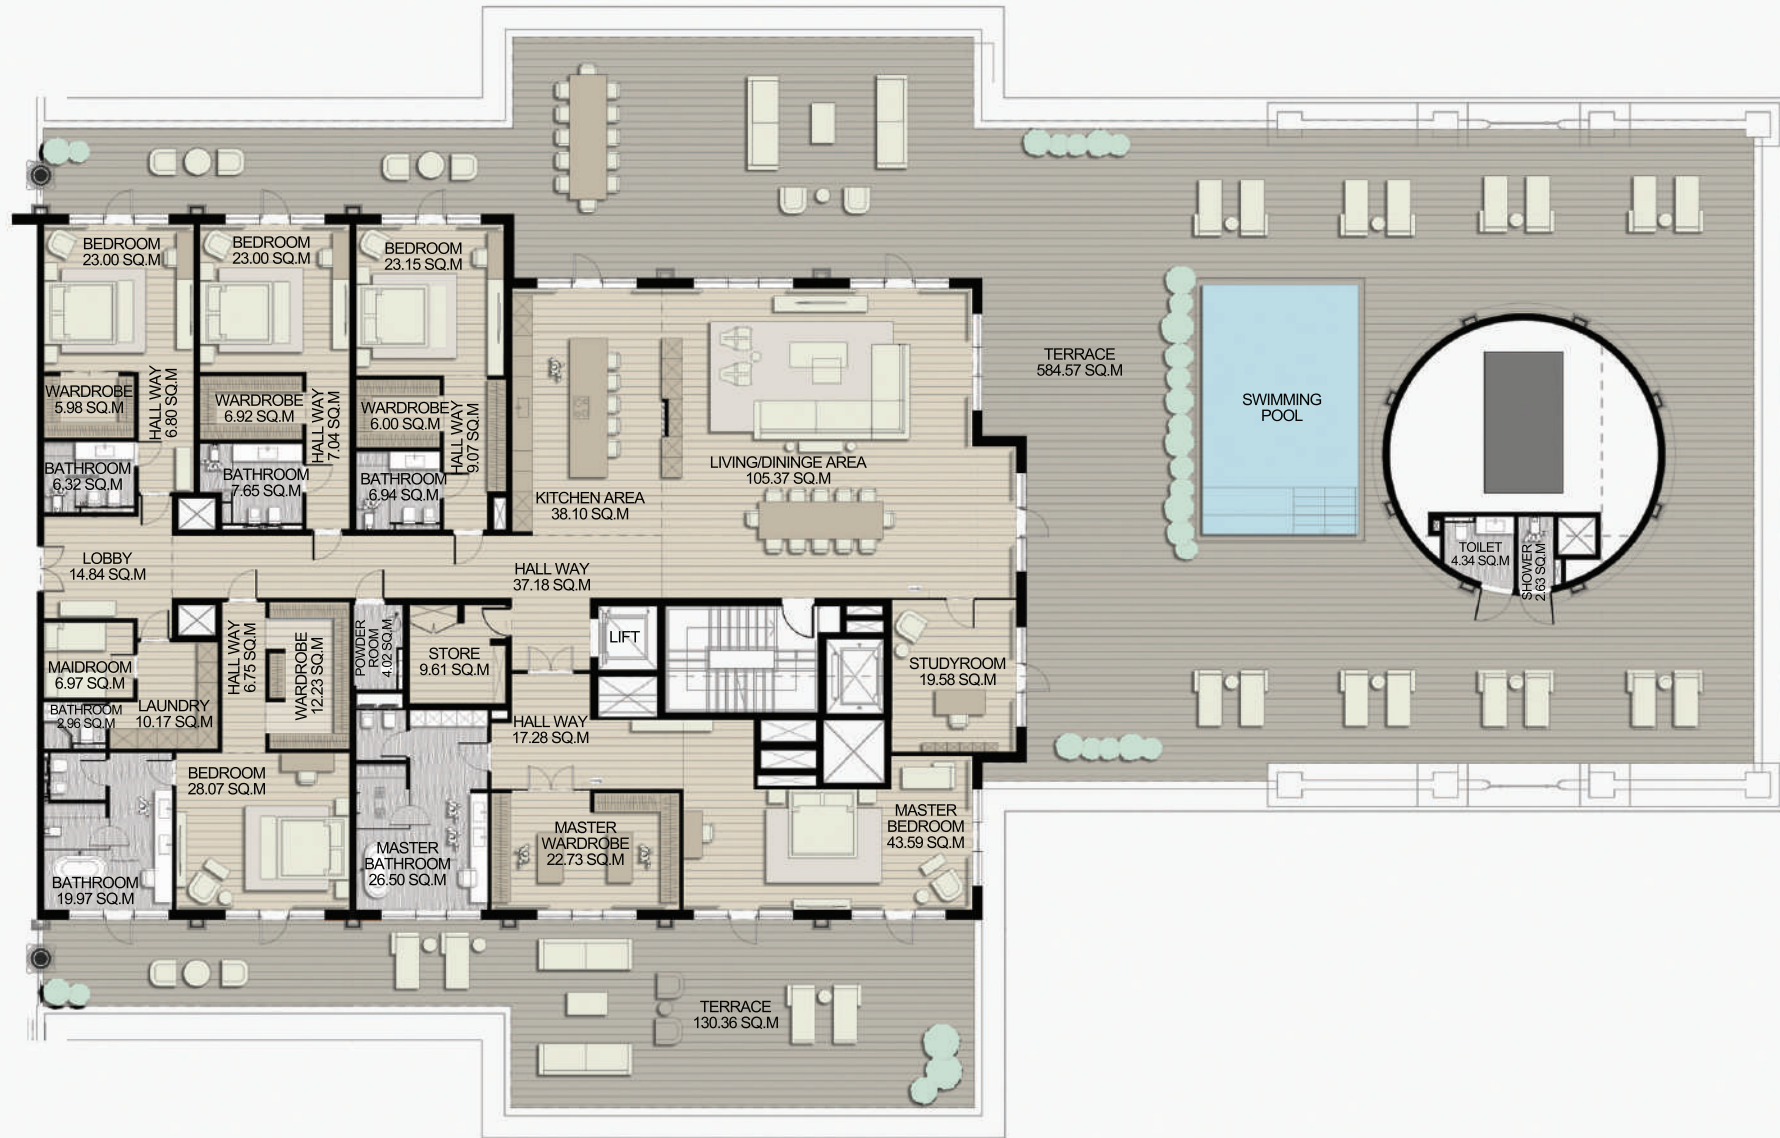 BEDROOM
23.00 SQ.M
BEDROOM
23.00 SQ.M
BEDROOM
23.15 SQ.M
WARDROBE
5.98 SQ.M
HALL WAY
6.80 SQ.M
WARDROBE
6.92 SQ.M
HALL WAY
7.04 SQ.M
WARDROBE
6.00 SQ.M
HALL WAY
9.07 SQ.M
BATHROOM
6.32 SQ.M
BATHROOM
7.65 SQ.M
BATHROOM
6.94 SQ.M
KITCHEN AREA
38.10 SQ.M
LIVING/DININGE AREA
105.37 SQ.M
TERRACE
584.57 SQ.M
SWIMMING
POOL
TOILET
4.34 SQ.M
SHOWER
2.63 SQ.M
LOBBY
14.84 SQ.M
HALL WAY
37.18 SQ.M
MAIDROOM
6.97 SQ.M
BATHROOM
2.96 SQ.M
LAUNDRY
10.17 SQ.M
HALL WAY
6.75 SQ.M
WARDROBE
12.23 SQ.M
POWDER
ROOM
4.02 SQ.M
STORE
9.61 SQ.M
LIFT
STUDYROOM
19.58 SQ.M
HALL WAY
17.28 SQ.M
BEDROOM
28.07 SQ.M
BATHROOM
19.97 SQ.M
MASTER
BATHROOM
26.50 SQ.M
MASTER
WARDROBE
22.73 SQ.M
MASTER
BEDROOM
43.59 SQ.M
TERRACE
130.36 SQ.M